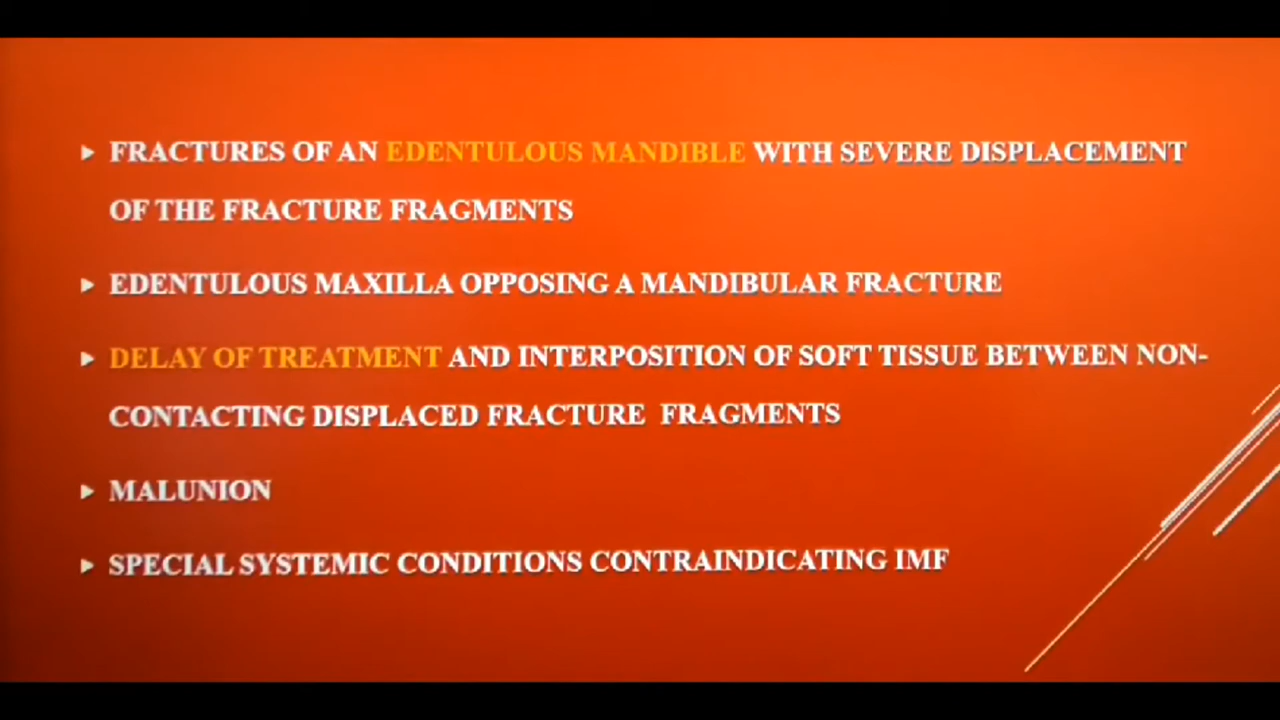 FRACTURES OF AN EDENTULOUS MANDIBLE WITH SEVERE DISPLACEMENT
OF THE FRACTURE FRAGMENTS
EDENTULOUS MAXILLA OPPOSING A MANDIBULAR FRACTURE
DELAY OF TREATMENT AND INTERPOSITION OF SOFT TISSUE BETWEEN NON-
CONTACTING DISPLACED FRACTURE FRAGMENTS
MALUNION
SPECIAL SYSTEMIC CONDITIONS CONTRAINDICATING IMF